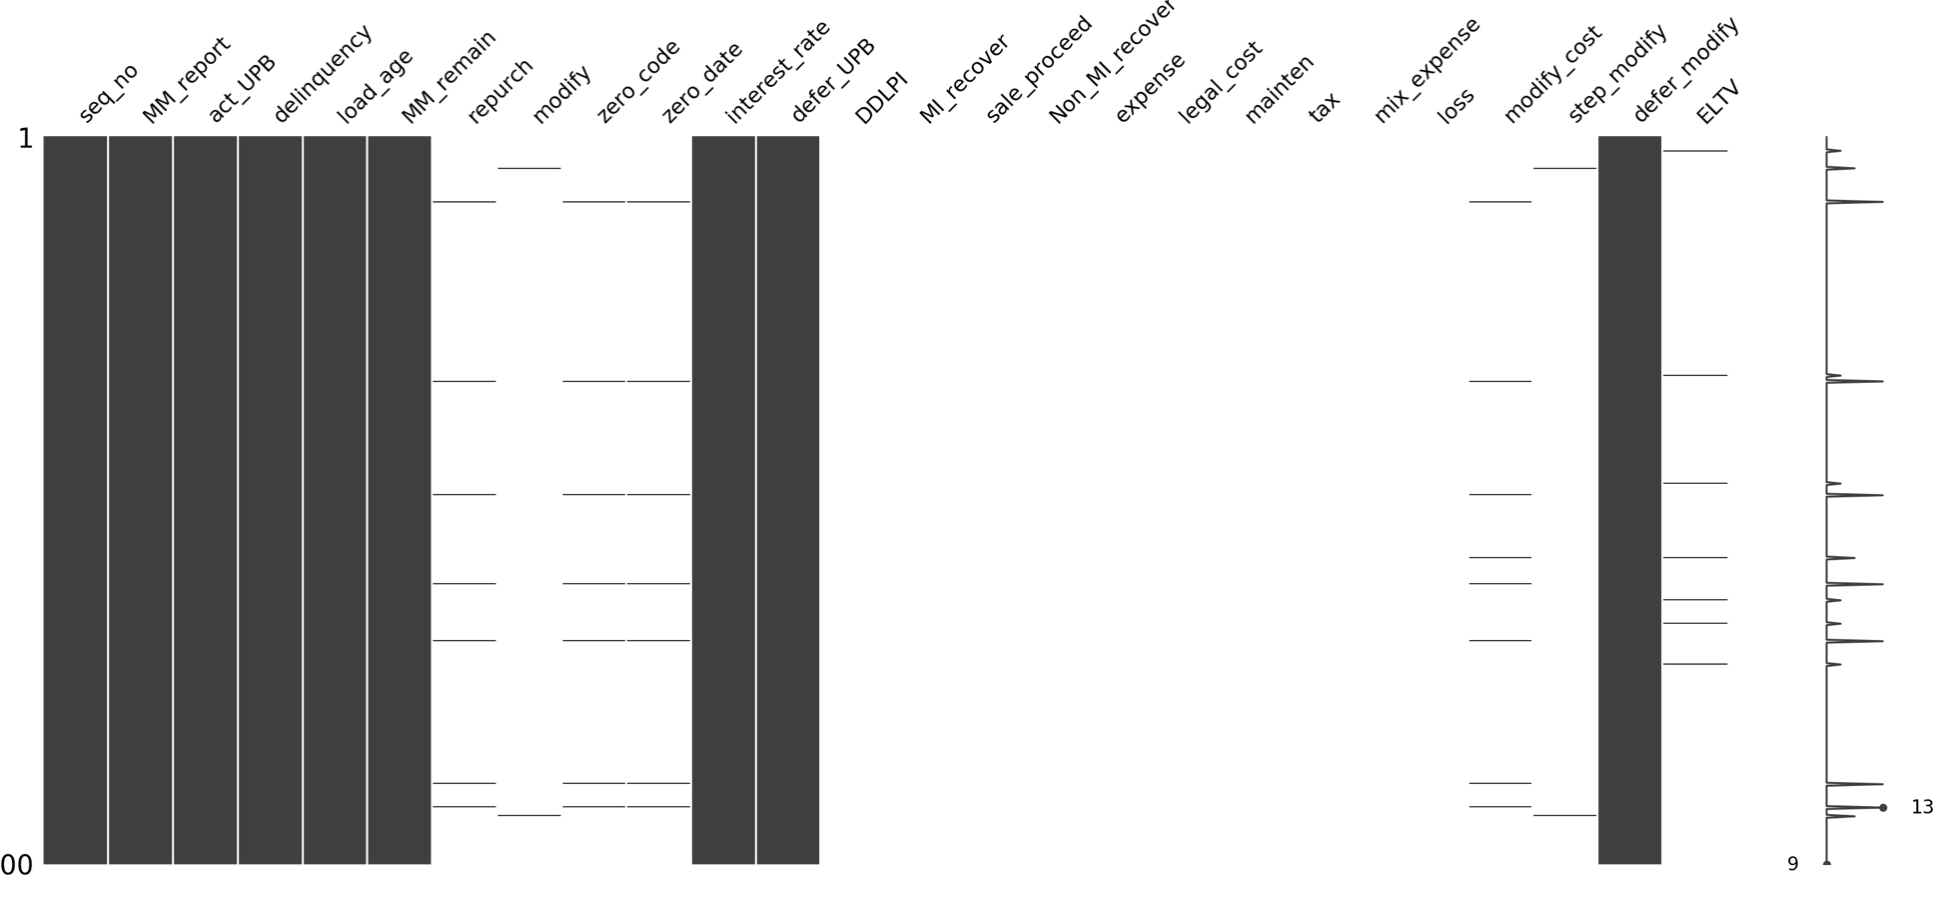 seq_no
MM_report
act_UPB
delinquency
load_age
MM_remain
repurch
modify
zero_code
zero_date
interest_rate
defer_UPB
DDLPI
MI_recover
sale_proceed
Non_MI_recover
expense
legal_cost
mainten
tax
mix_expense
loss
modify_cost
step_modify
defer_modify
ELTV
1
00
13
9